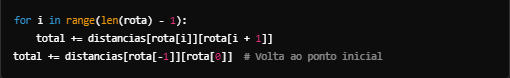 for i in range(len(rota) - 1):
    total += distancias[rota[i]][rota[i + 1]]
total += distancias[rota[-1]][rota[0]]  # Volta ao ponto inicial